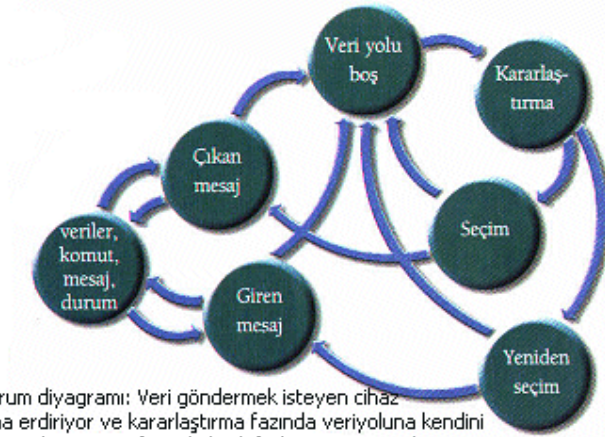 Veri yolu
boş
Kararlaş-
tırma
Çıkan
mesaj
Seçim
veriler,
komut,
mesaj,
durum
Giren
mesaj
Yeniden
seçim
rum diyagramı: Veri göndermek isteyen cihaz
na erdiriyor ve kararlaştırma fazında veriyoluna kendini